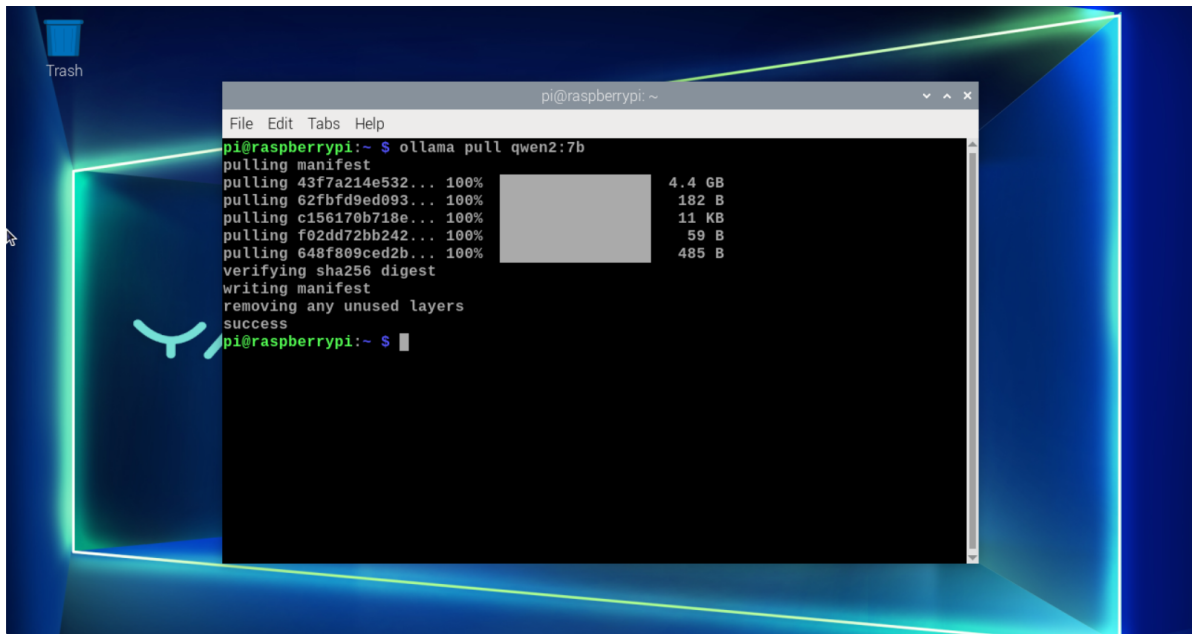 Trash
pi@raspberrypi: ~
File Edit Tabs Help
pi@raspberrypi:~ $ ollama pull qwen2:7b
pulling manifest
pulling 43f7a214e532... 100% 4.4 GB
pulling 62fbfd9ed093... 100% 182 B
pulling c156170b718e... 100% 11 KB
pulling f02dd72bb242... 100% 59 B
pulling 648f809ced2b... 100% 485 B
verifying sha256 digest
writing manifest
removing any unused layers
success
pi@raspberrypi:~ $